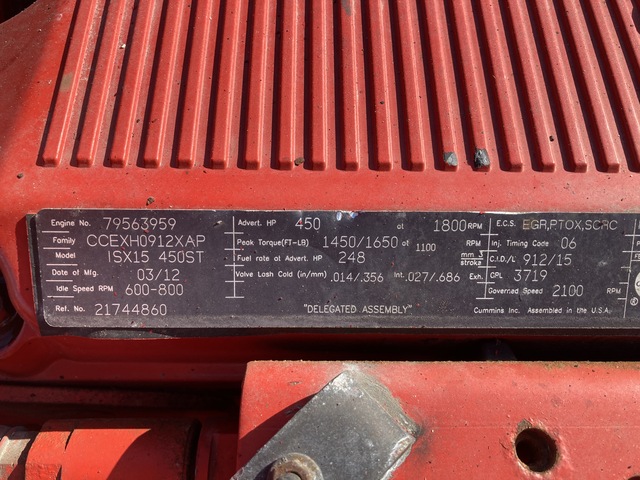 Engine No. 79563959 Advert. HP 450 at 1800 RPM E.C.S. EGR,PTOX,SCRC
Family CCEXH0912XAP Peak Torque(FT-LB) 1450/1650 at 1100 RPM Inj. Timing Code 06
Model ISX15 450ST Fuel rate at Advert. HP 248 mm 3 stroke C.I.D/L 912/15
Date of Mfg. 03/12 Valve Lash Cold (in/mm) .014/.356 Int. .027/.686 Exh. CPL 3719
Idle Speed RPM 600-800 Governed Speed 2100 RPM
Ref. No. 21744860 "DELEGATED ASSEMBLY" Cummins Inc. Assembled in the U.S.A.